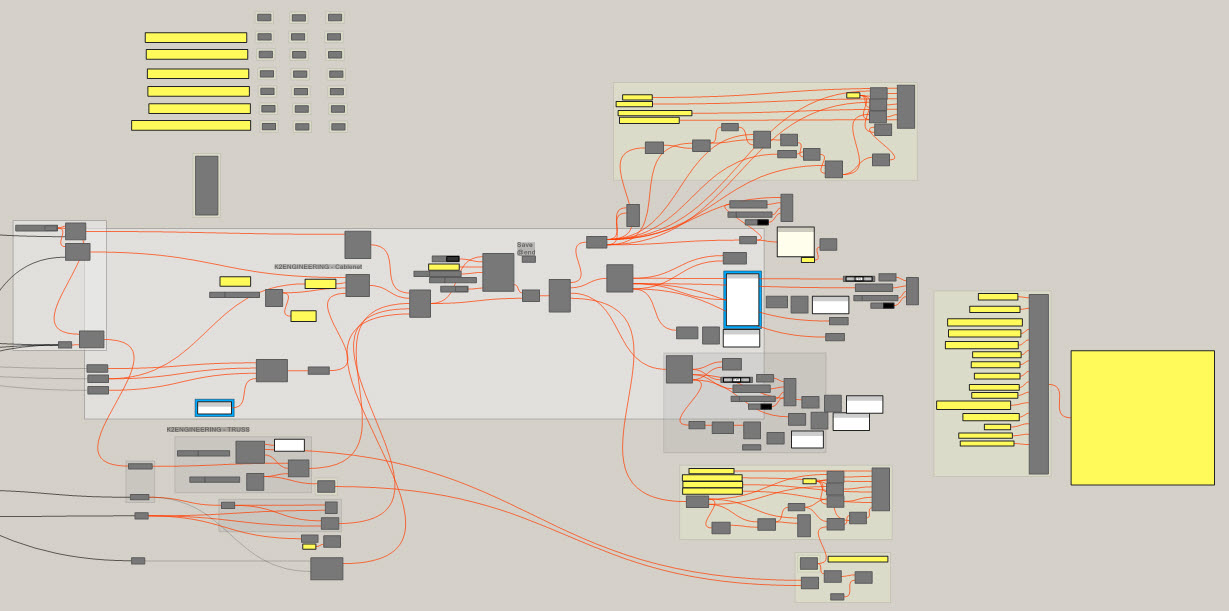 Save
@end
K2ENGINEERING - Cablenet
K2ENGINEERING - TRUSS